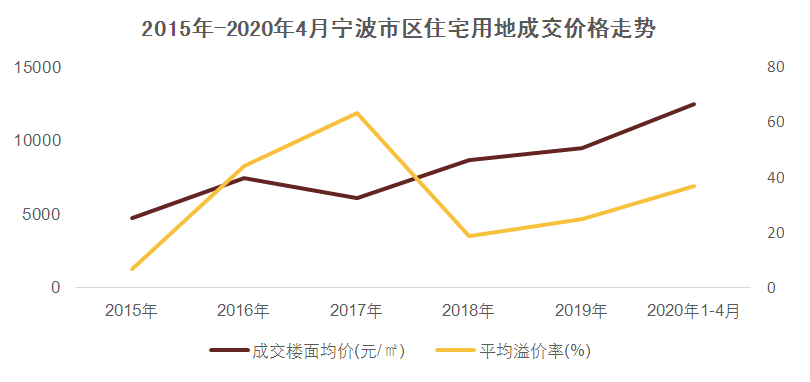 2015年-2020年4月宁波市区住宅用地成交价格走势
15000 80
10000 60
5000 40
0 20
0
2015年 2016年 2017年 2018年 2019年 2020年1-4月
成交楼面均价(元/㎡) 平均溢价率(%)